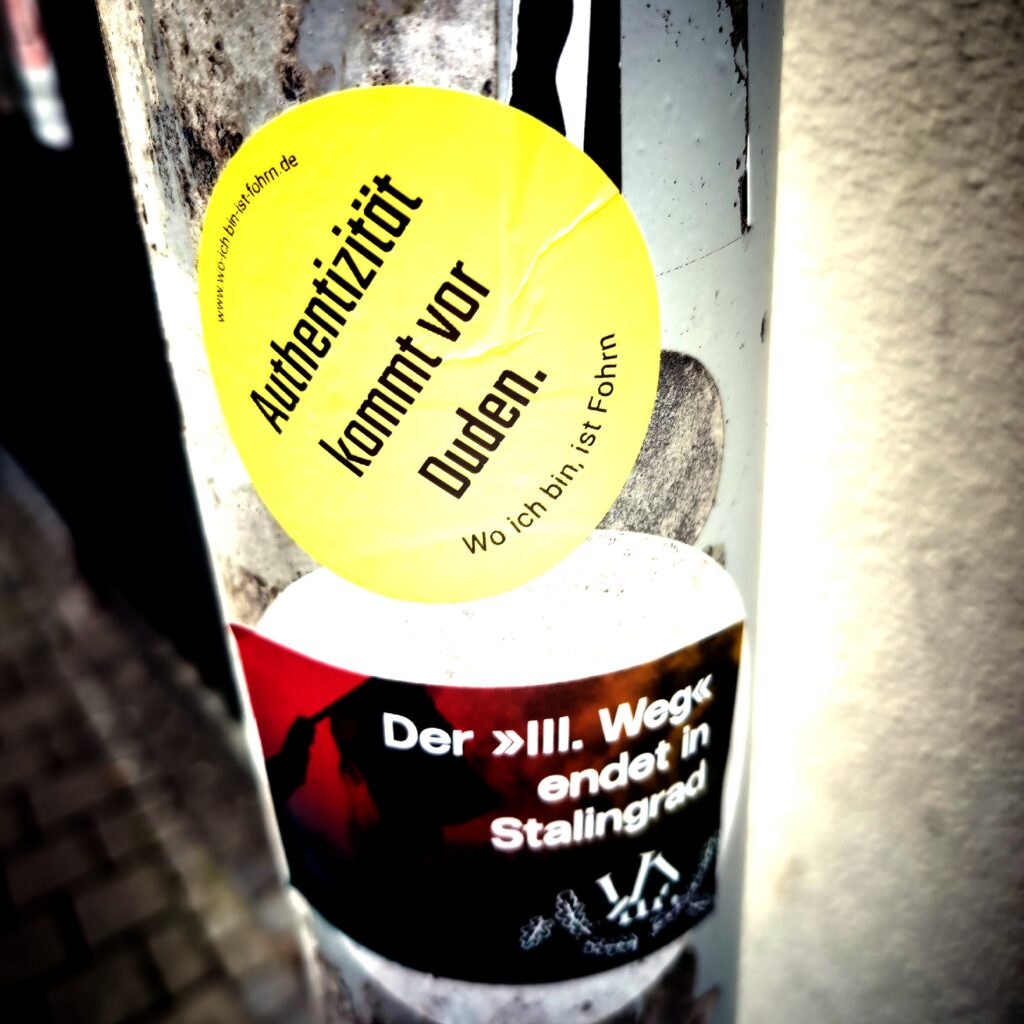 www.wo-ich-bin-ist-fohrn.de
Authentizität
kommt vor
Duden.
Wo ich bin, ist Fohrn
Der »III. Weg«
endet in
Stalingrad